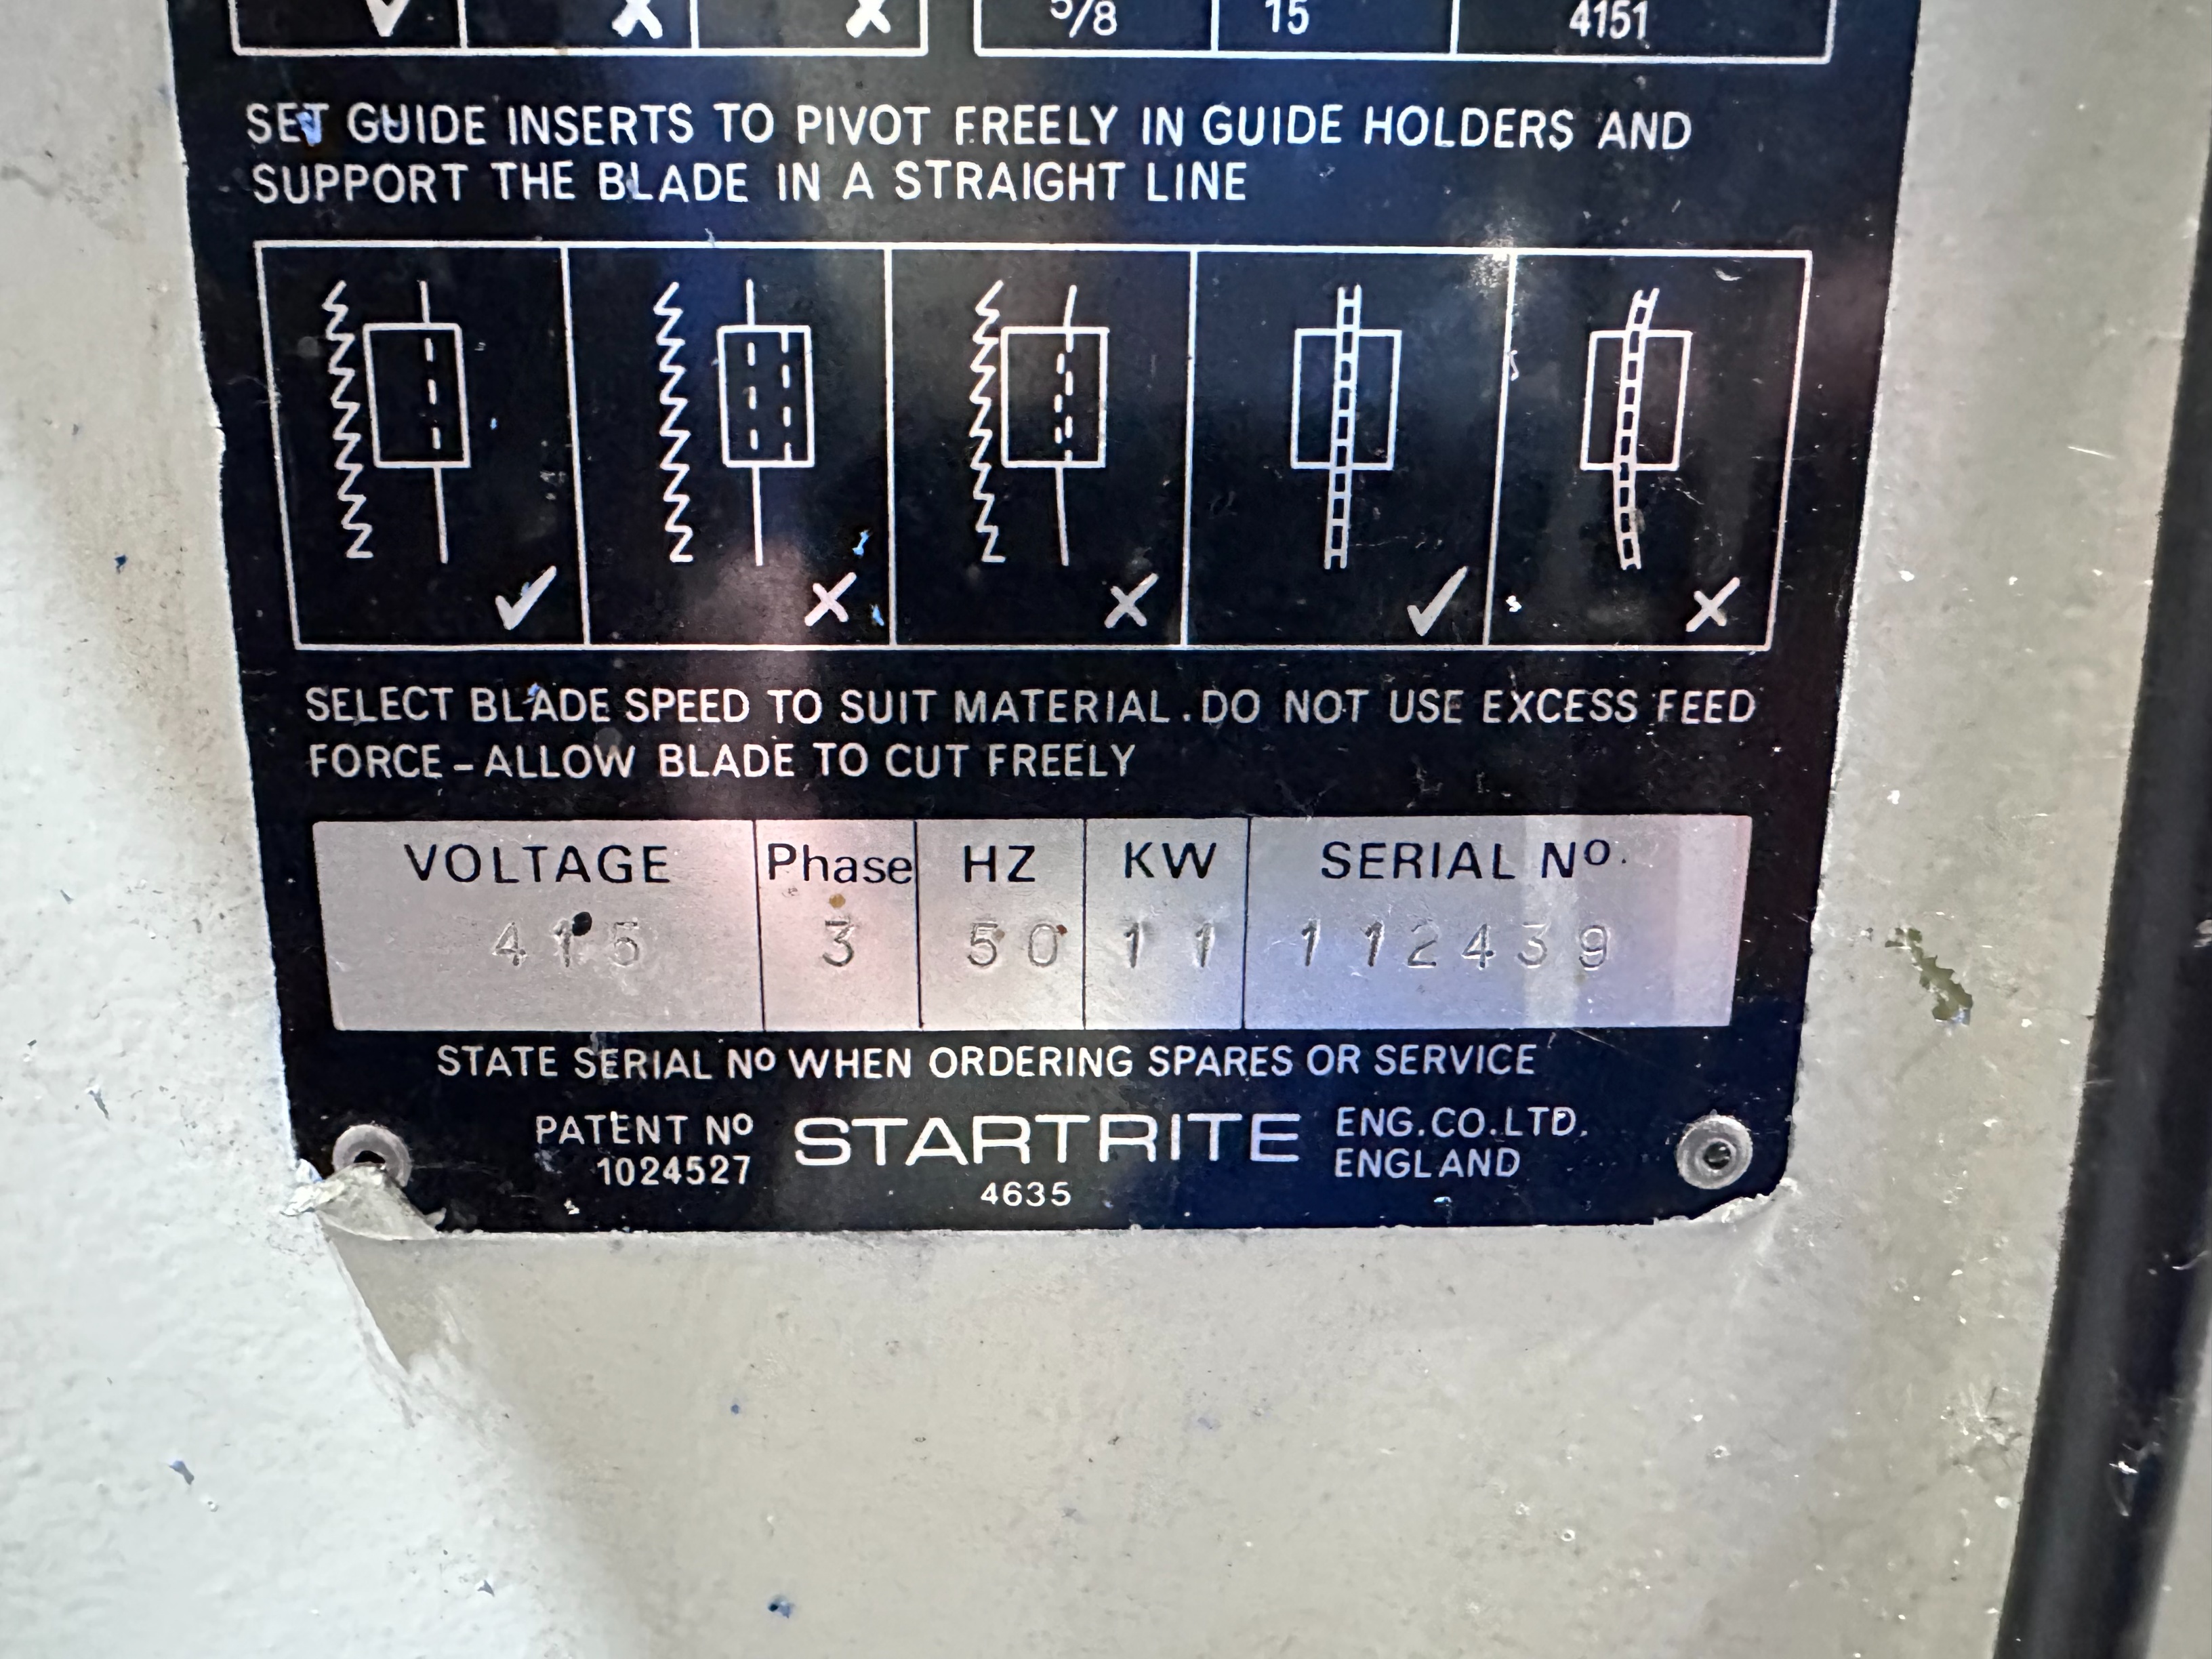 5/8 15 4151
SET GUIDE INSERTS TO PIVOT FREELY IN GUIDE HOLDERS AND
SUPPORT THE BLADE IN A STRAIGHT LINE
SELECT BLADE SPEED TO SUIT MATERIAL. DO NOT USE EXCESS FEED
FORCE – ALLOW BLADE TO CUT FREELY
VOLTAGE Phase HZ KW SERIAL Nº.
415 3 50 11 112439
STATE SERIAL Nº WHEN ORDERING SPARES OR SERVICE
PATENT Nº
1024527
STARTRITE
4635
ENG.CO.LTD.
ENGLAND